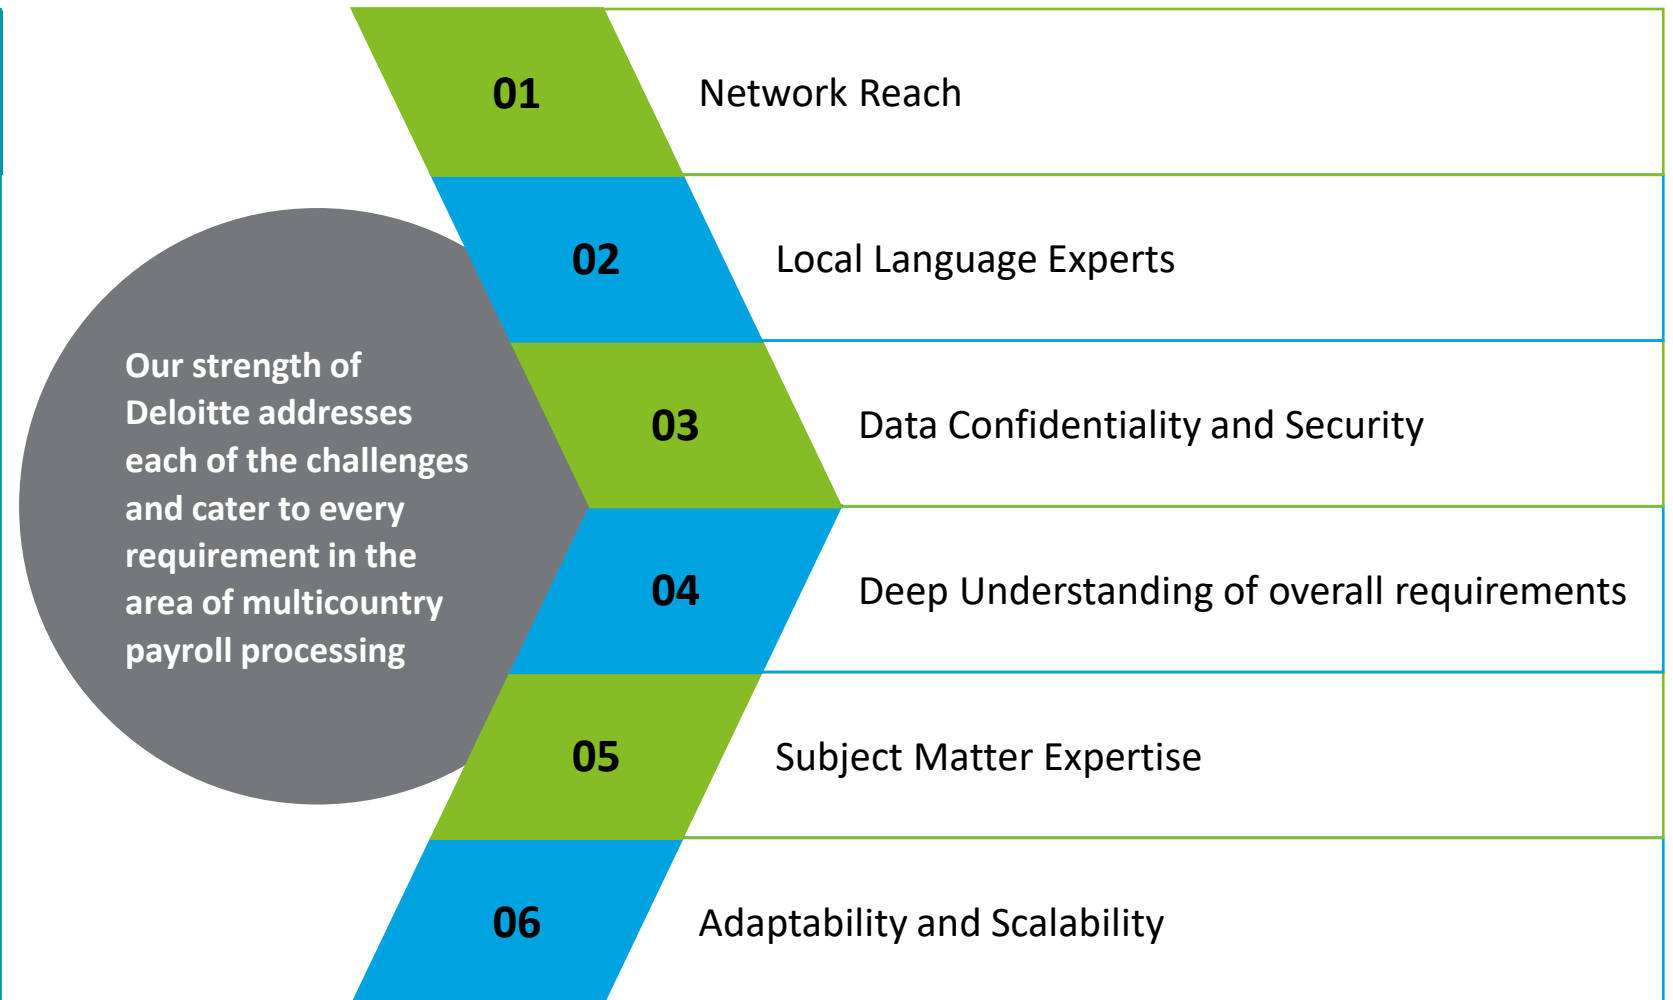 01
Network Reach
02
Local Language Experts
Our strength of
Deloitte addresses
each of the challenges
and cater to every
requirement in the
area of multicountry
payroll processing
03
Data Confidentiality and Security
04
Deep Understanding of overall requirements
05
Subject Matter Expertise
06
Adaptability and Scalability